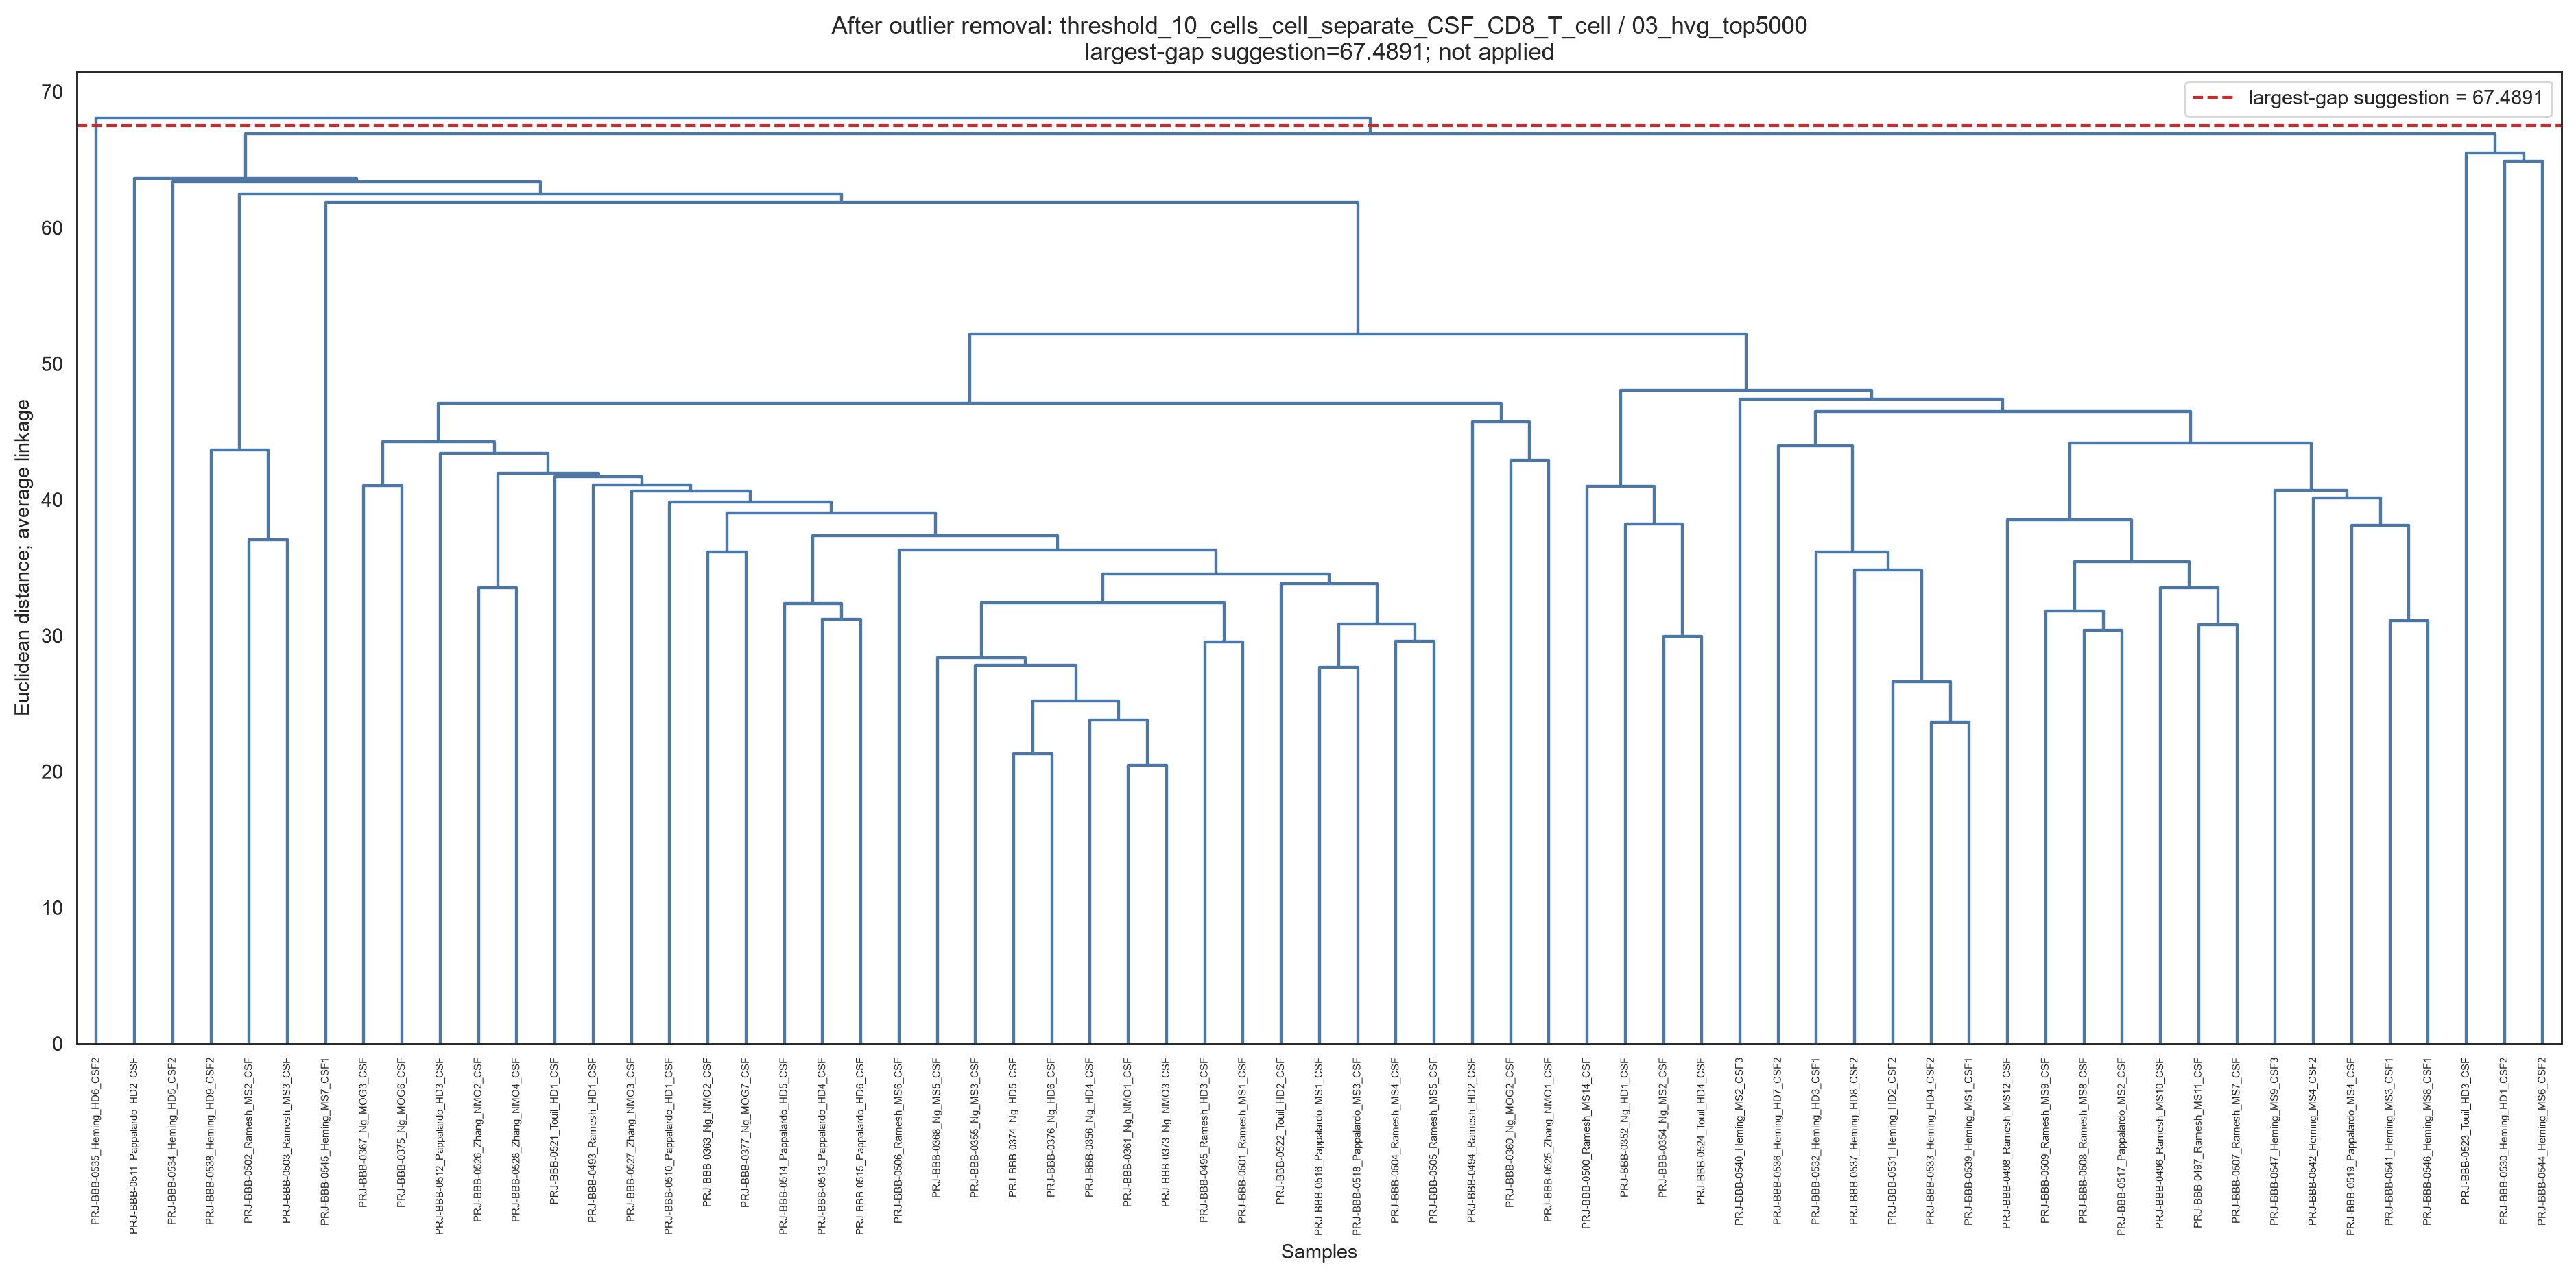 After outlier removal: threshold_10_cells_cell_separate_CSF_CD8_T_cell / 03_hvg_top5000
largest-gap suggestion=67.4891; not applied
largest-gap suggestion = 67.4891
Euclidean distance; average linkage
70
60
50
40
30
20
10
0
PRJ-BBB-0535_Heming_HD6_CSF2
PRJ-BBB-0511_Pappalardo_HD2_CSF
PRJ-BBB-0534_Heming_HD5_CSF2
PRJ-BBB-0538_Heming_HD9_CSF2
PRJ-BBB-0502_Ramesh_MS2_CSF
PRJ-BBB-0503_Ramesh_MS3_CSF
PRJ-BBB-0545_Heming_MS7_CSF1
PRJ-BBB-0367_Ng_MOG3_CSF
PRJ-BBB-0375_Ng_MOG6_CSF
PRJ-BBB-0512_Pappalardo_HD3_CSF
PRJ-BBB-0526_Zhang_NMO2_CSF
PRJ-BBB-0528_Zhang_NMO4_CSF
PRJ-BBB-0521_Touil_HD1_CSF
PRJ-BBB-0493_Ramesh_HD1_CSF
PRJ-BBB-0527_Zhang_NMO3_CSF
PRJ-BBB-0510_Pappalardo_HD1_CSF
PRJ-BBB-0363_Ng_NMO2_CSF
PRJ-BBB-0377_Ng_MOG7_CSF
PRJ-BBB-0514_Pappalardo_HD5_CSF
PRJ-BBB-0513_Pappalardo_HD4_CSF
PRJ-BBB-0515_Pappalardo_HD6_CSF
PRJ-BBB-0506_Ramesh_MS6_CSF
PRJ-BBB-0368_Ng_MS5_CSF
PRJ-BBB-0355_Ng_MS3_CSF
PRJ-BBB-0374_Ng_HD5_CSF
PRJ-BBB-0376_Ng_HD6_CSF
PRJ-BBB-0356_Ng_HD4_CSF
PRJ-BBB-0361_Ng_NMO1_CSF
PRJ-BBB-0373_Ng_NMO3_CSF
PRJ-BBB-0495_Ramesh_HD3_CSF
PRJ-BBB-0501_Ramesh_MS1_CSF
PRJ-BBB-0522_Touil_HD2_CSF
PRJ-BBB-0516_Pappalardo_MS1_CSF
PRJ-BBB-0518_Pappalardo_MS3_CSF
PRJ-BBB-0504_Ramesh_MS4_CSF
PRJ-BBB-0505_Ramesh_MS5_CSF
PRJ-BBB-0494_Ramesh_HD2_CSF
PRJ-BBB-0360_Ng_MOG2_CSF
PRJ-BBB-0525_Zhang_NMO1_CSF
PRJ-BBB-0500_Ramesh_MS14_CSF
PRJ-BBB-0352_Ng_HD1_CSF
PRJ-BBB-0354_Ng_MS2_CSF
PRJ-BBB-0524_Touil_HD4_CSF
PRJ-BBB-0540_Heming_MS2_CSF3
PRJ-BBB-0536_Heming_HD7_CSF2
PRJ-BBB-0532_Heming_HD3_CSF1
PRJ-BBB-0537_Heming_HD8_CSF2
PRJ-BBB-0531_Heming_HD2_CSF2
PRJ-BBB-0533_Heming_HD4_CSF2
PRJ-BBB-0539_Heming_MS1_CSF1
PRJ-BBB-0498_Ramesh_MS12_CSF
PRJ-BBB-0509_Ramesh_MS9_CSF
PRJ-BBB-0508_Ramesh_MS8_CSF
PRJ-BBB-0517_Pappalardo_MS2_CSF
PRJ-BBB-0496_Ramesh_MS10_CSF
PRJ-BBB-0497_Ramesh_MS11_CSF
PRJ-BBB-0507_Ramesh_MS7_CSF
PRJ-BBB-0547_Heming_MS9_CSF3
PRJ-BBB-0542_Heming_MS4_CSF2
PRJ-BBB-0519_Pappalardo_MS4_CSF
PRJ-BBB-0541_Heming_MS3_CSF1
PRJ-BBB-0546_Heming_MS8_CSF1
PRJ-BBB-0523_Touil_HD3_CSF
PRJ-BBB-0530_Heming_HD1_CSF2
PRJ-BBB-0544_Heming_MS6_CSF2
Samples